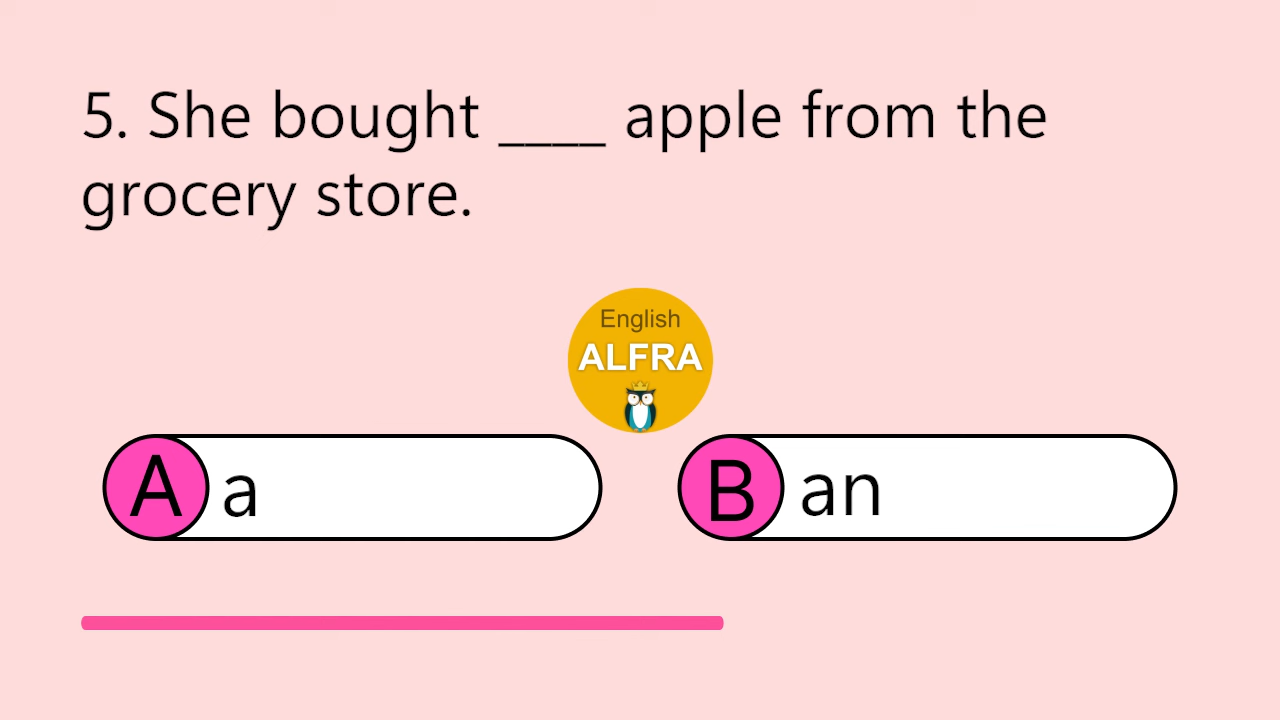 5. She bought ____ apple from the
grocery store.
English
ALFRA
A a
B an